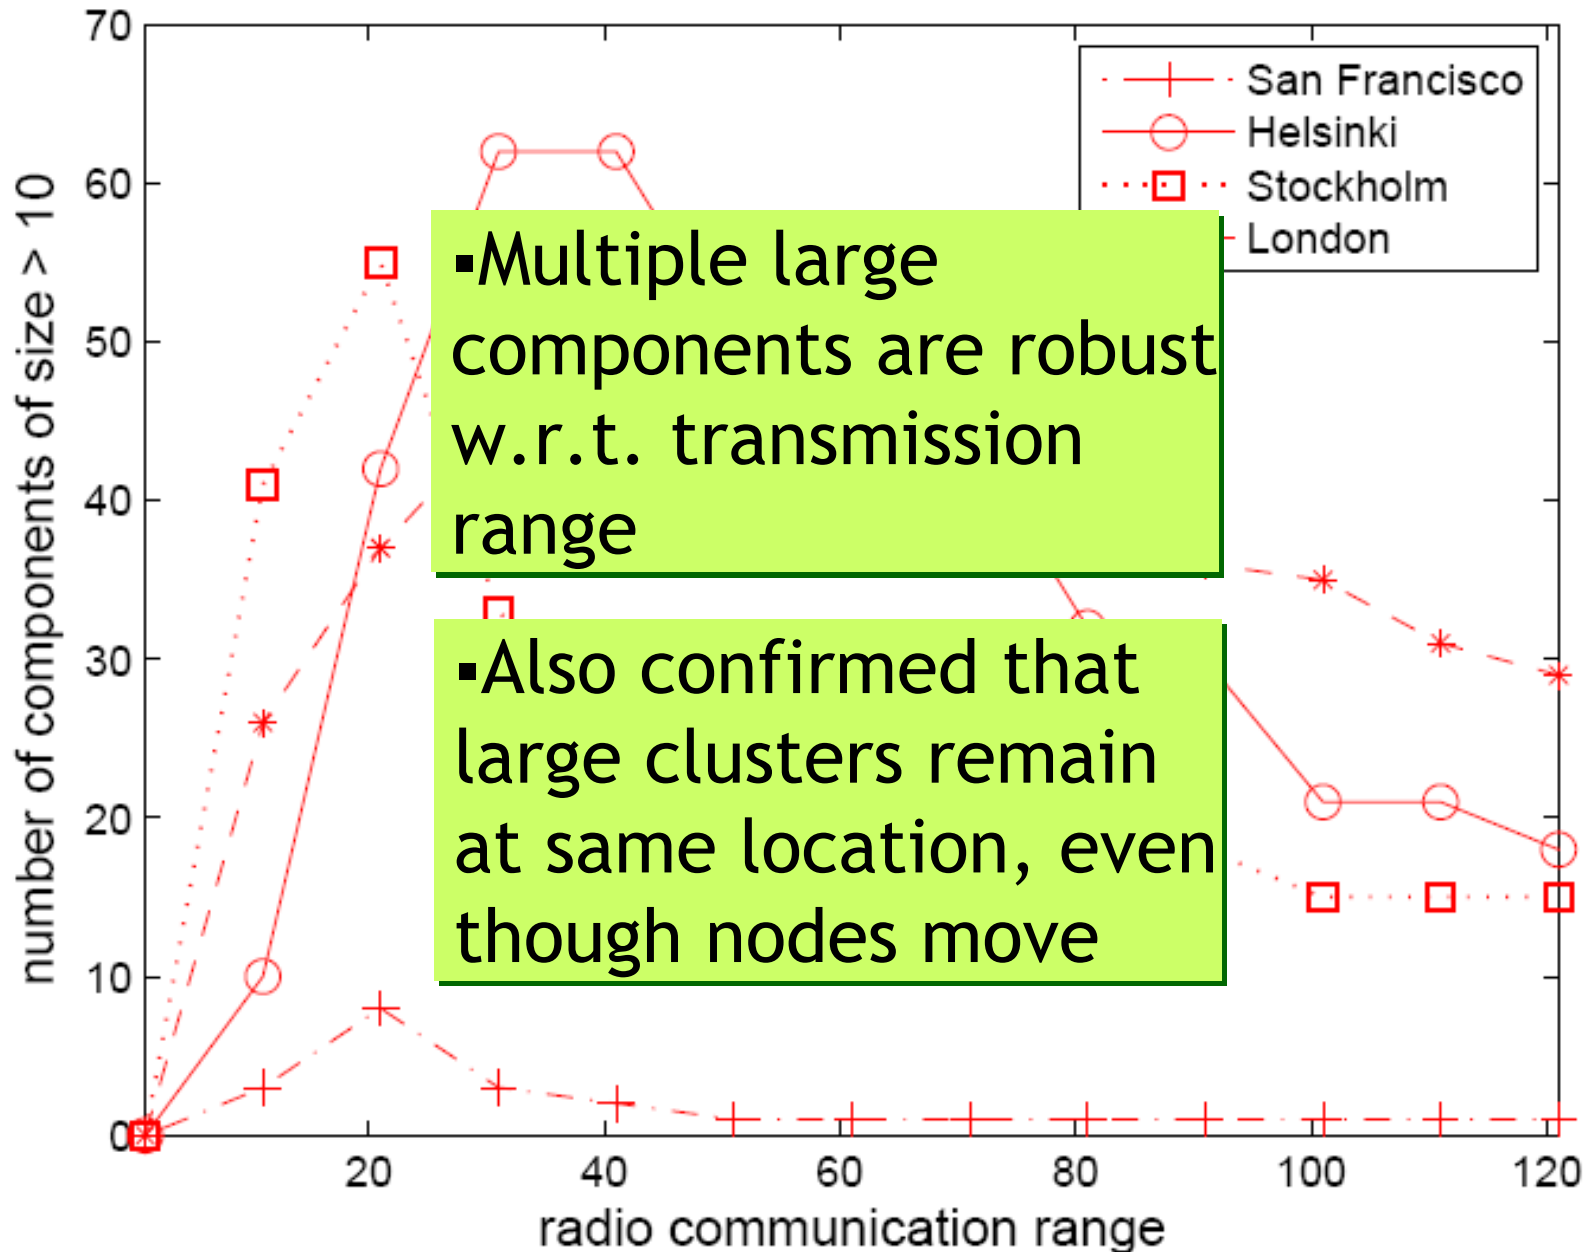 70
60
50
40
30
20
10
0
20
40
60
80
100
120
number of components of size > 10
radio communication range
San Francisco
Helsinki
Stockholm
London
▪Multiple large
components are robust
w.r.t. transmission
range
▪Also confirmed that
large clusters remain
at same location, even
though nodes move